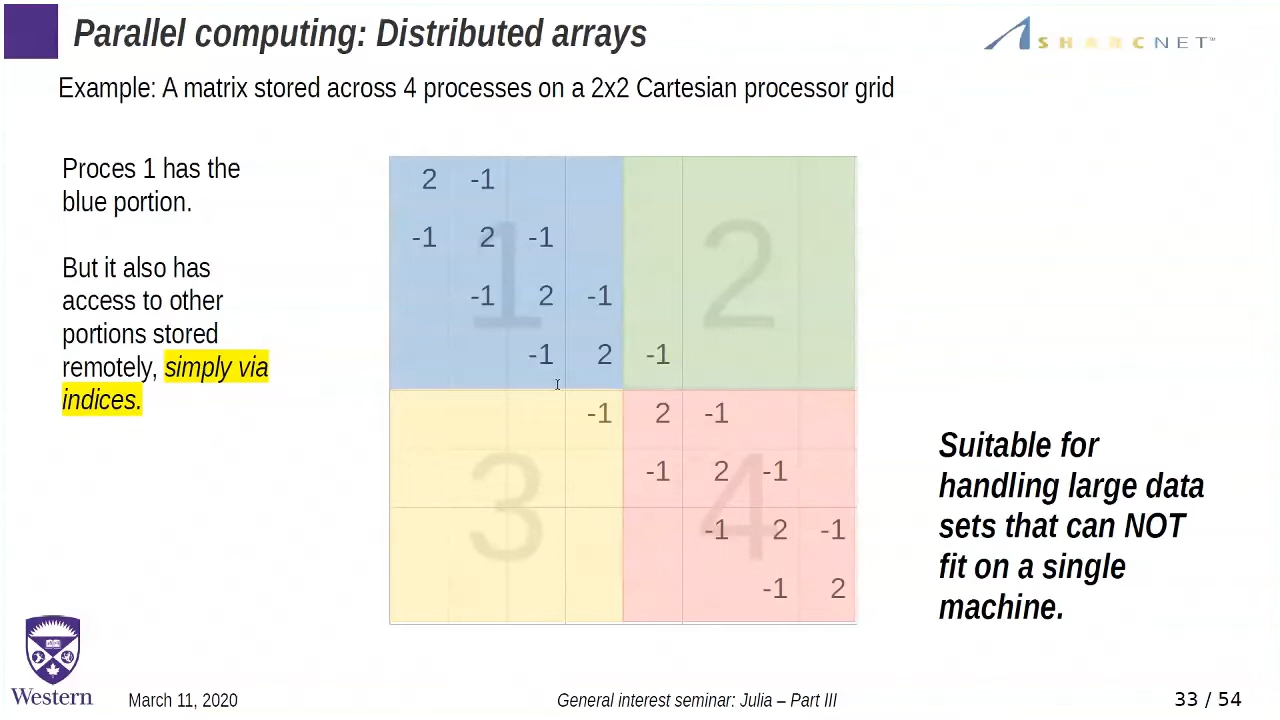 Parallel computing: Distributed arrays
SHARCNET™
Example: A matrix stored across 4 processes on a 2x2 Cartesian processor grid
Proces 1 has the
blue portion.
But it also has
access to other
portions stored
remotely, simply via
indices.
2 -1
-1 2 -1
-1 2 -1
-1 2 -1
-1 2 -1
-1 2 -1
-1 2 -1
-1 2
1 2
3 4
Suitable for
handling large data
sets that can NOT
fit on a single
machine.
Western
March 11, 2020
General interest seminar: Julia – Part III
33 / 54